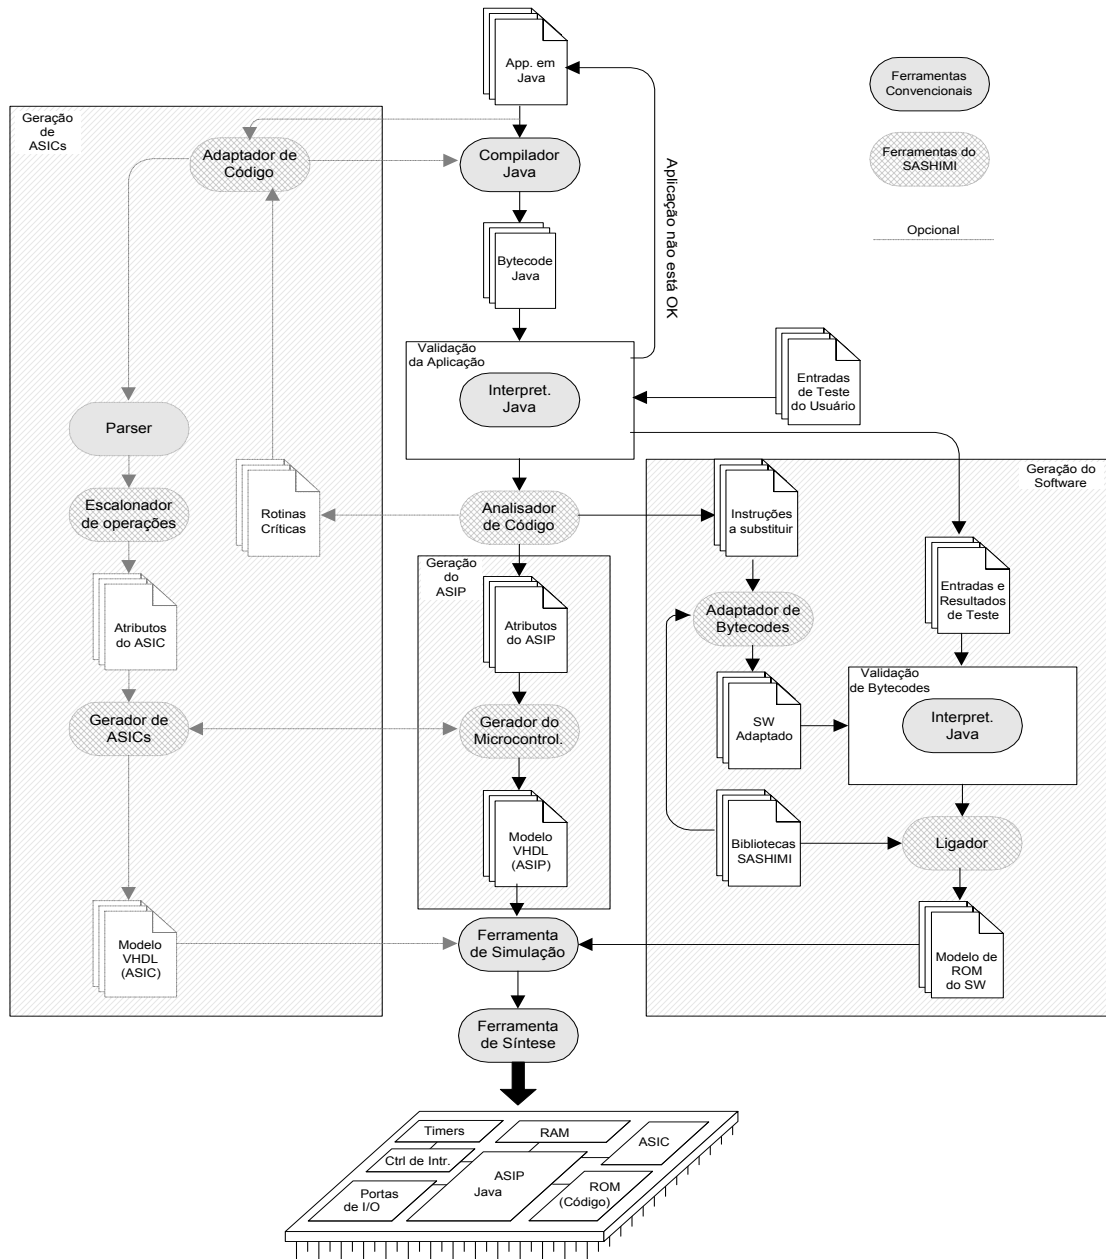 App. em
Java
Ferramentas
Convencionais
Geração
de
ASICs
Adaptador de
Código
Compilador
Java
Ferramentas do
SASHIMI
Aplicação não está OK
Opcional
Bytecode
Java
Validação
da Aplicação
Interpret.
Java
Entradas
de Teste
do Usuário
Parser
Geração do
Software
Escalonador
de operações
Rotinas
Críticas
Analisador
de Código
Instruções
a substituir
Geração
do
ASIP
Atributos
do ASIC
Atributos
do ASIP
Adaptador de
Bytecodes
Entradas e
Resultados
de Teste
Validação
de Bytecodes
Gerador de
ASICs
Gerador do
Microcontrol.
SW
Adaptado
Interpret.
Java
Modelo
VHDL
(ASIP)
Bibliotecas
SASHIMI
Ligador
Modelo
VHDL
(ASIC)
Ferramenta
de Simulação
Modelo de
ROM
do SW
Ferramenta
de Síntese
Timers
RAM
ASIC
Ctrl de Intr.
ASIP
Java
Portas
de I/O
ROM
(Código)